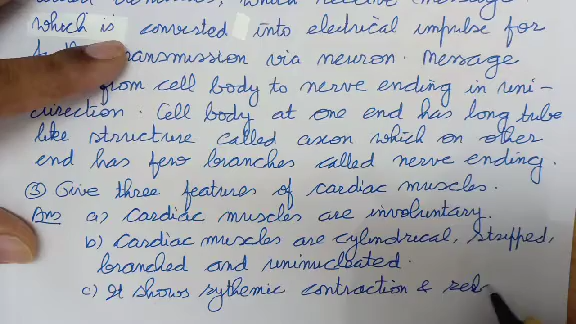 which is converted into electrical impulse for
transmission via neuron. Message
from cell body to nerve ending in uni-
direction. Cell body at one end has long tube
like structure called axon which on other
end has few branches called nerve ending.
③ Give three features of cardiac muscles.
Ans a) Cardiac muscles are involuntary.
b) Cardiac muscles are cylindrical, stripped,
branched and uninucleated.
c) It shows rythemic contraction & rel